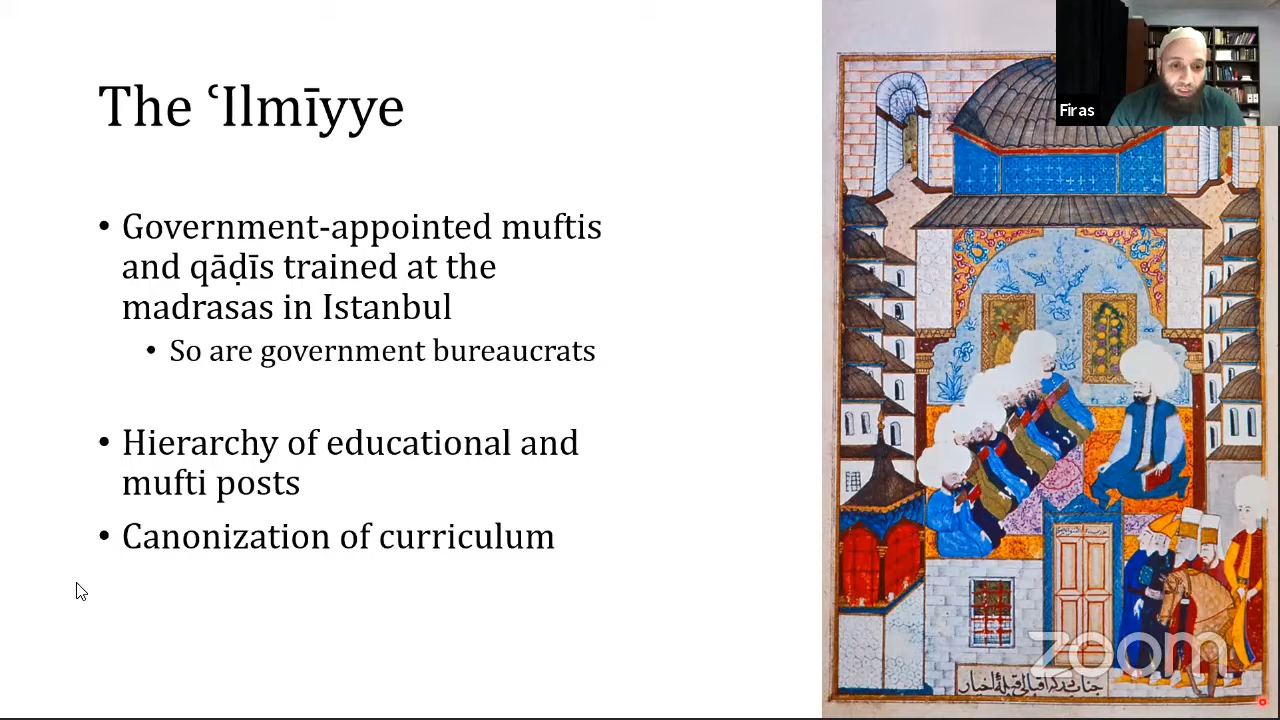 The ʿIlmīyye
• Government-appointed muftis
and qāḍīs trained at the
madrasas in Istanbul
• So are government bureaucrats
• Hierarchy of educational and
mufti posts
• Canonization of curriculum
Firas
zoom